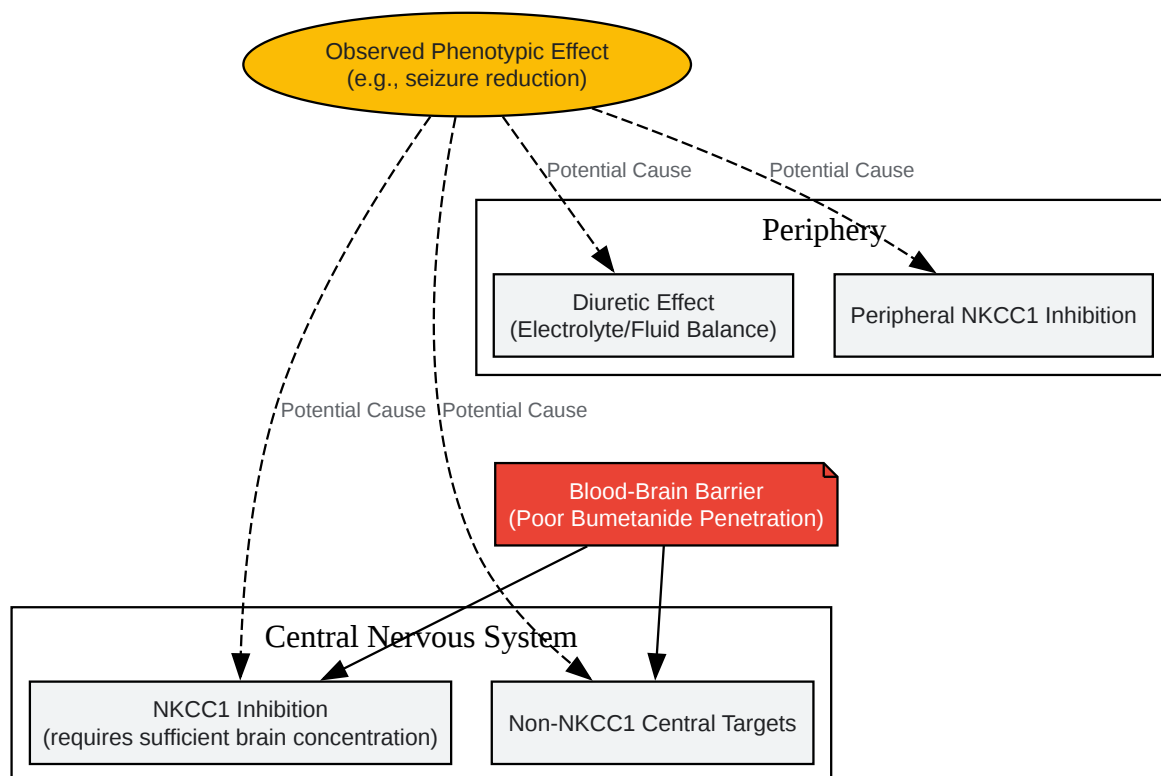 Observed Phenotypic Effect
(e.g., seizure reduction)
Potential Cause
Potential Cause
Periphery
Diuretic Effect
(Electrolyte/Fluid Balance)
Peripheral NKCC1 Inhibition
Potential Cause
Potential Cause
Blood-Brain Barrier
(Poor Bumetanide Penetration)
Central Nervous System
NKCC1 Inhibition
(requires sufficient brain concentration)
Non-NKCC1 Central Targets